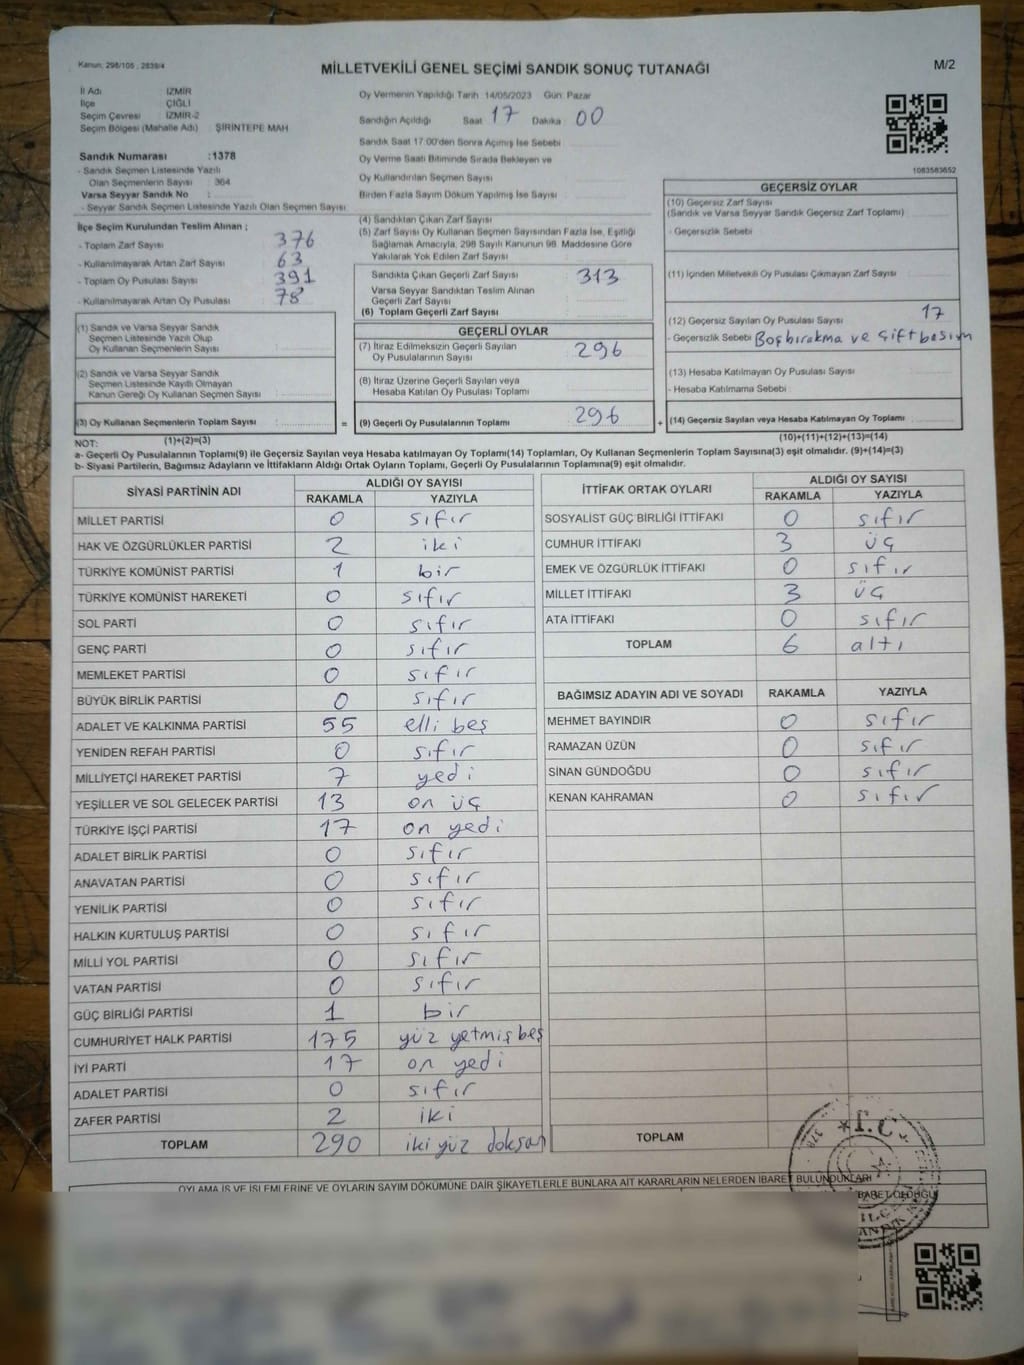 Kanun: 298/105 , 2839/4
MİLLETVEKİLİ GENEL SEÇİMİ SANDIK SONUÇ TUTANAĞI
M/2
İl Adı İZMİR
İlçe ÇİĞLİ
Seçim Çevresi İZMİR-2
Seçim Bölgesi (Mahalle Adı) : ŞİRİNTEPE MAH
Oy Vermenin Yapıldığı Tarih 14/05/2023 Gün: Pazar
Sandığın Açıldığı Saat 17 Dakika 00
Sandık Saat 17:00'den Sonra Açılmış İse Sebebi
Oy Verme Saati Bitiminde Sırada Bekleyen ve
Oy Kullandırılan Seçmen Sayısı
Birden Fazla Sayım Döküm Yapılmış İse Sayısı
1083583652
Sandık Numarası :1378
- Sandık Seçmen Listesinde Yazılı
Olan Seçmenlerin Sayısı : 364
Varsa Seyyar Sandık No
- Seyyar Sandık Seçmen Listesinde Yazılı Olan Seçmen Sayısı
İlçe Seçim Kurulundan Teslim Alınan ;
- Toplam Zarf Sayısı 376
- Kullanılmayarak Artan Zarf Sayısı 63
- Toplam Oy Pusulası Sayısı 391
- Kullanılmayarak Artan Oy Pusulası 78
(4) Sandıktan Çıkan Zarf Sayısı
(5) Zarf Sayısı Oy Kullanan Seçmen Sayısından Fazla İse, Eşitliği
Sağlamak Amacıyla, 298 Sayılı Kanunun 98. Maddesine Göre
Yakılarak Yok Edilen Zarf Sayısı
Sandıkta Çıkan Geçerli Zarf Sayısı 313
Varsa Seyyar Sandıktan Teslim Alınan
Geçerli Zarf Sayısı
(6) Toplam Geçerli Zarf Sayısı
GEÇERSİZ OYLAR
(10) Geçersiz Zarf Sayısı
(Sandık ve Varsa Seyyar Sandık Geçersiz Zarf Toplamı)
- Geçersizlik Sebebi
(11) İçinden Milletvekili Oy Pusulası Çıkmayan Zarf Sayısı
(12) Geçersiz Sayılan Oy Pusulası Sayısı 17
- Geçersizlik Sebebi Boş bırakma ve çift basım
(13) Hesaba Katılmayan Oy Pusulası Sayısı
- Hesaba Katılmama Sebebi
(14) Geçersiz Sayılan veya Hesaba Katılmayan Oy Toplamı
(10)+(11)+(12)+(13)=(14)
(1) Sandık ve Varsa Seyyar Sandık
Seçmen Listesinde Yazılı Olup
Oy Kullanan Seçmenlerin Sayısı
(2) Sandık ve Varsa Seyyar Sandık
Seçmen Listesinde Kayıtlı Olmayan
Kanun Gereği Oy Kullanan Seçmen Sayısı
(3) Oy Kullanan Seçmenlerin Toplam Sayısı =
GEÇERLİ OYLAR
(7) İtiraz Edilmeksizin Geçerli Sayılan
Oy Pusulalarının Sayısı 296
(8) İtiraz Üzerine Geçerli Sayılan veya
Hesaba Katılan Oy Pusulası Toplamı
(9) Geçerli Oy Pusulalarının Toplamı 296 +
NOT: (1)+(2)=(3)
a- Geçerli Oy Pusulalarının Toplamı(9) ile Geçersiz Sayılan veya Hesaba katılmayan Oy Toplamı(14) Toplamları, Oy Kullanan Seçmenlerin Toplam Sayısına(3) eşit olmalıdır. (9)+(14)=(3)
b- Siyasi Partilerin, Bağımsız Adayların ve İttifakların Aldığı Ortak Oyların Toplamı, Geçerli Oy Pusulalarının Toplamına(9) eşit olmalıdır.
SİYASİ PARTİNİN ADI ALDIĞI OY SAYISI
RAKAMLA YAZIYLA
MİLLET PARTİSİ 0 sıfır
HAK VE ÖZGÜRLÜKLER PARTİSİ 2 iki
TÜRKİYE KOMÜNİST PARTİSİ 1 bir
TÜRKİYE KOMÜNİST HAREKETİ 0 sıfır
SOL PARTİ 0 sıfır
GENÇ PARTİ 0 sıfır
MEMLEKET PARTİSİ 0 sıfır
BÜYÜK BİRLİK PARTİSİ 0 sıfır
ADALET VE KALKINMA PARTİSİ 55 elli beş
YENİDEN REFAH PARTİSİ 0 sıfır
MİLLİYETÇİ HAREKET PARTİSİ 7 yedi
YEŞİLLER VE SOL GELECEK PARTİSİ 13 on üç
TÜRKİYE İŞÇİ PARTİSİ 17 on yedi
ADALET BİRLİK PARTİSİ 0 sıfır
ANAVATAN PARTİSİ 0 sıfır
YENİLİK PARTİSİ 0 sıfır
HALKIN KURTULUŞ PARTİSİ 0 sıfır
MİLLİ YOL PARTİSİ 0 sıfır
VATAN PARTİSİ 0 sıfır
GÜÇ BİRLİĞİ PARTİSİ 1 bir
CUMHURİYET HALK PARTİSİ 175 yüz yetmiş beş
İYİ PARTİ 17 on yedi
ADALET PARTİSİ 0 sıfır
ZAFER PARTİSİ 2 iki
TOPLAM 290 iki yüz doksan
İTTİFAK ORTAK OYLARI ALDIĞI OY SAYISI
RAKAMLA YAZIYLA
SOSYALİST GÜÇ BİRLİĞİ İTTİFAKI 0 sıfır
CUMHUR İTTİFAKI 3 üç
EMEK VE ÖZGÜRLÜK İTTİFAKI 0 sıfır
MİLLET İTTİFAKI 3 üç
ATA İTTİFAKI 0 sıfır
TOPLAM 6 altı
BAĞIMSIZ ADAYIN ADI VE SOYADI RAKAMLA YAZIYLA
MEHMET BAYINDIR 0 sıfır
RAMAZAN ÜZÜN 0 sıfır
SİNAN GÜNDOĞDU 0 sıfır
KENAN KAHRAMAN 0 sıfır
TOPLAM
T.C.
OYLAMA İŞ VE İŞLEMLERİNE VE OYLARIN SAYIM DÖKÜMÜNE DAİR ŞİKAYETLERLE BUNLARA AİT KARARLARIN NELERDEN İBARET BULUNDUKLARI
İBARET OLDUĞU